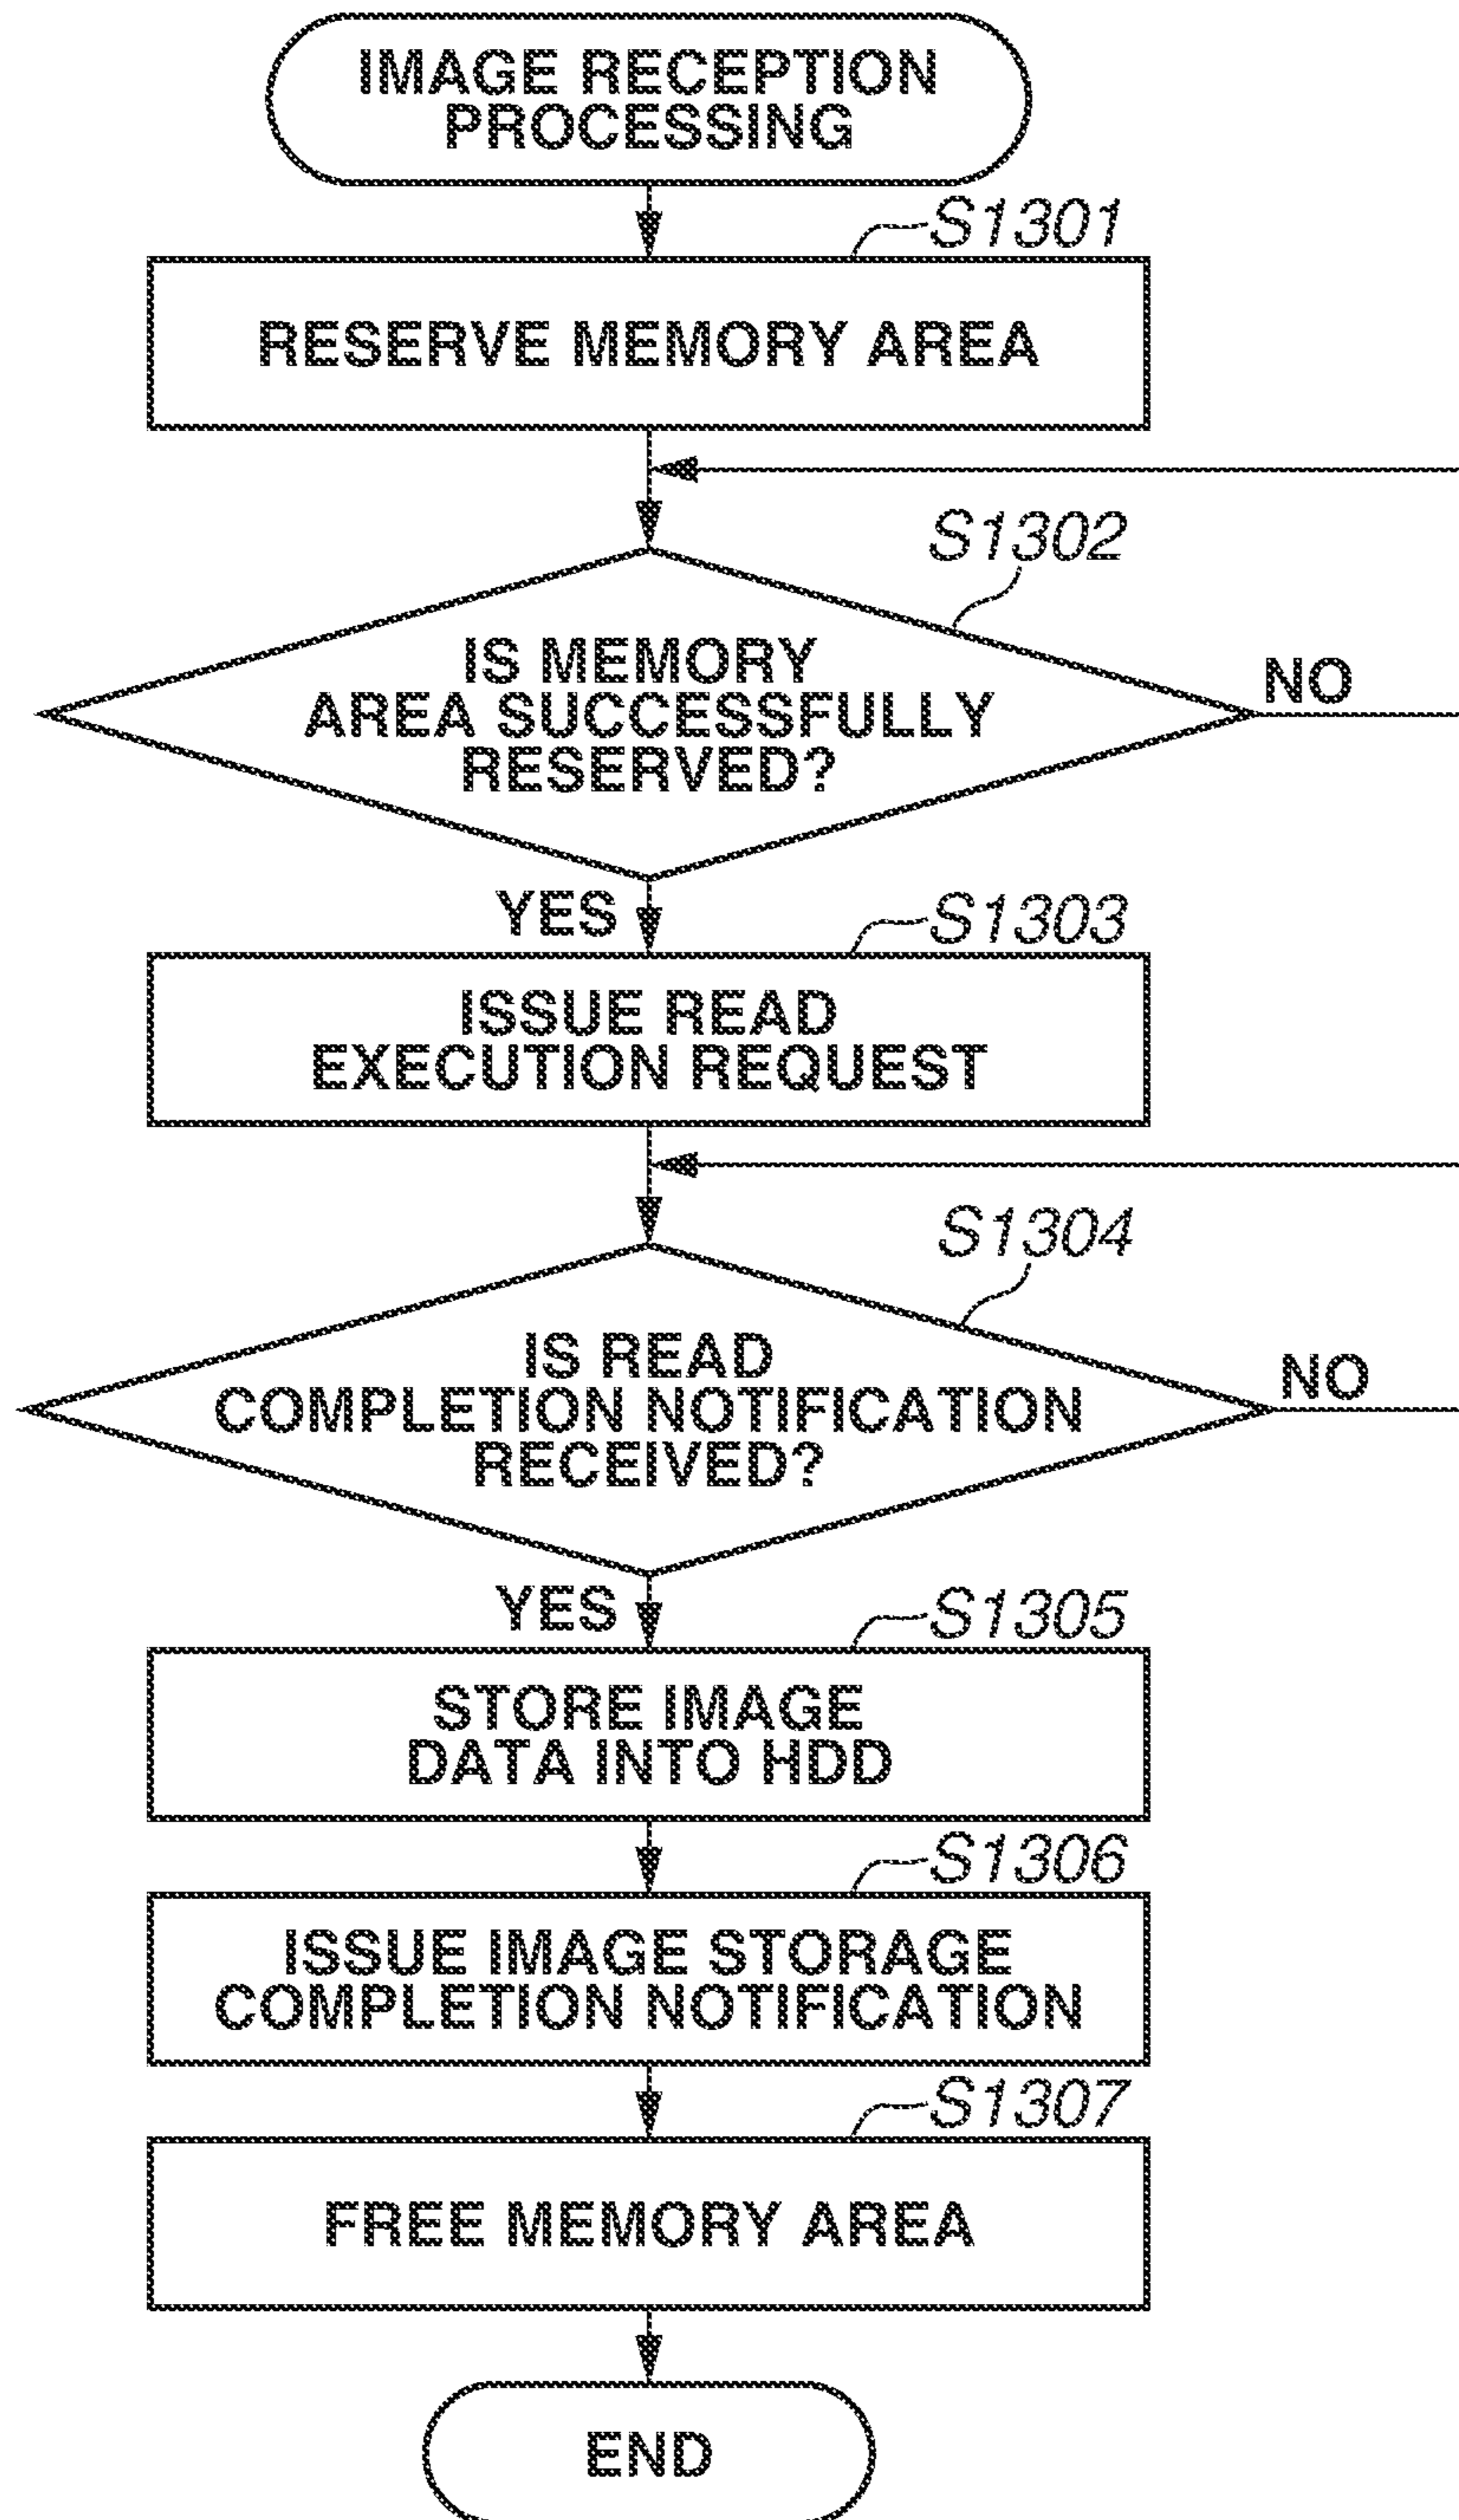 IMAGE RECEPTION
PROCESSING
S1301
RESERVE MEMORY AREA
S1302
IS MEMORY
AREA SUCCESSFULLY
RESERVED?
NO
YES
S1303
ISSUE READ
EXECUTION REQUEST
S1304
IS READ
COMPLETION NOTIFICATION
RECEIVED?
NO
YES
S1305
STORE IMAGE
DATA INTO HDD
S1306
ISSUE IMAGE STORAGE
COMPLETION NOTIFICATION
S1307
FREE MEMORY AREA
END